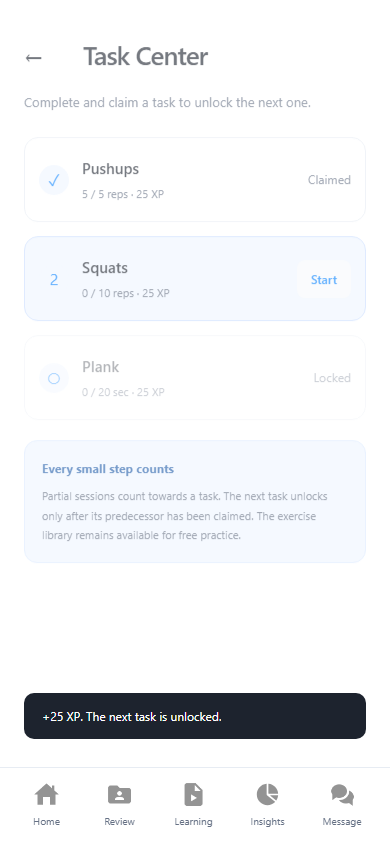 ← Task Center
Complete and claim a task to unlock the next one.
✓ Pushups
5 / 5 reps · 25 XP
Claimed
2 Squats
0 / 10 reps · 25 XP
Start
Plank
0 / 20 sec · 25 XP
Locked
Every small step counts
Partial sessions count towards a task. The next task unlocks
only after its predecessor has been claimed. The exercise
library remains available for free practice.
+25 XP. The next task is unlocked.
Home Review Learning Insights Message